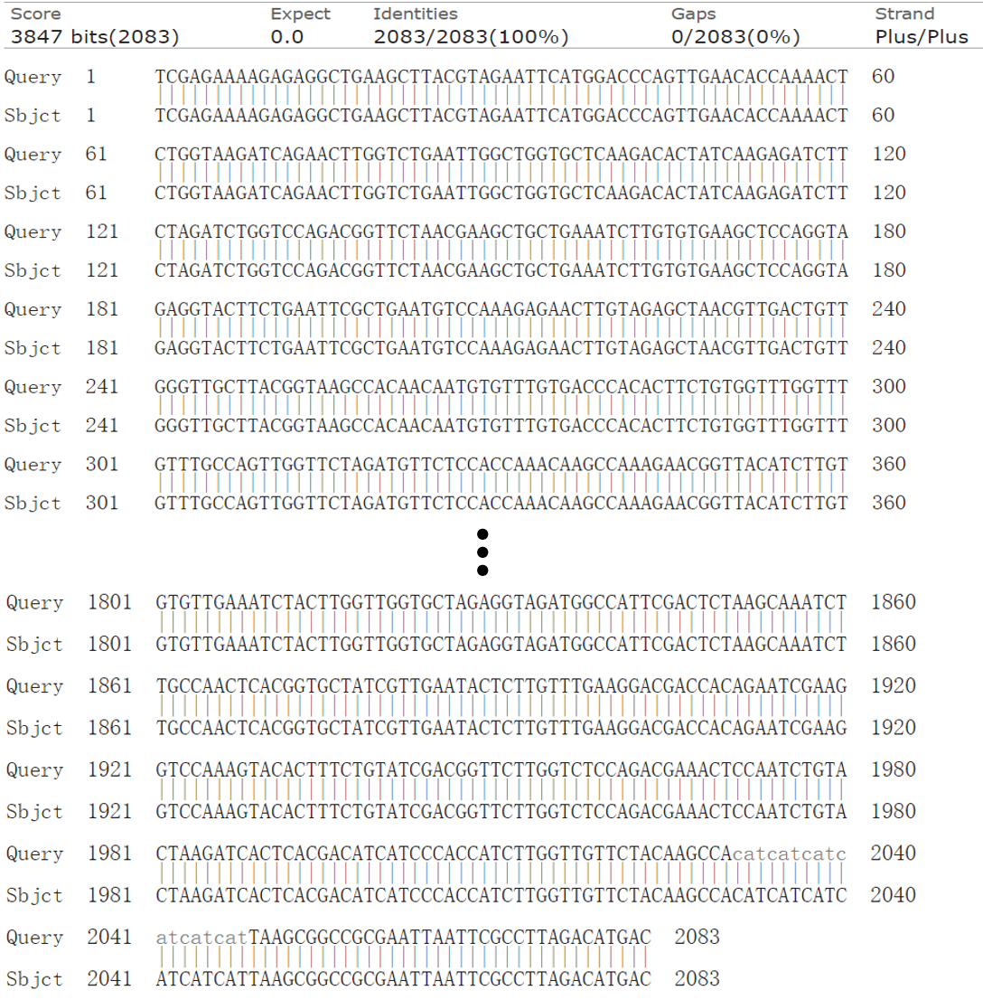 Score Expect Identities Gaps Strand
3847 bits(2083) 0.0 2083/2083(100%) 0/2083(0%) Plus/Plus
Query 1 TCGAGAAAAGAGAGGCTGAAGCTTACGTAGAATTCATGGACCCAGTTGAACACCAAAACT 60
Sbjct 1 TCGAGAAAAGAGAGGCTGAAGCTTACGTAGAATTCATGGACCCAGTTGAACACCAAAACT 60
Query 61 CTGGTAAGATCAGAACTTGGTCTGAATTGGCTGGTGCTCAAGACACTATCAAGAGATCTT 120
Sbjct 61 CTGGTAAGATCAGAACTTGGTCTGAATTGGCTGGTGCTCAAGACACTATCAAGAGATCTT 120
Query 121 CTAGATCTGGTCCAGACGGTTCTAACGAAGCTGCTGAAATCTTGTGTGAAGCTCCAGGTA 180
Sbjct 121 CTAGATCTGGTCCAGACGGTTCTAACGAAGCTGCTGAAATCTTGTGTGAAGCTCCAGGTA 180
Query 181 GAGGTACTTCTGAATTCGCTGAATGTCCAAAGAGAACTTGTAGAGCTAACGTTGACTGTT 240
Sbjct 181 GAGGTACTTCTGAATTCGCTGAATGTCCAAAGAGAACTTGTAGAGCTAACGTTGACTGTT 240
Query 241 GGGTTGCTTACGGTAAGCCACAACAATGTGTTTGTGACCCACACTTCTGTGGTTTGGTTT 300
Sbjct 241 GGGTTGCTTACGGTAAGCCACAACAATGTGTTTGTGACCCACACTTCTGTGGTTTGGTTT 300
Query 301 GTTTGCCAGTTGGTTCTAGATGTTCTCCACCAAACAAGCCAAAGAACGGTTACATCTTGT 360
Sbjct 301 GTTTGCCAGTTGGTTCTAGATGTTCTCCACCAAACAAGCCAAAGAACGGTTACATCTTGT 360
Query 1801 GTGTTGAAATCTACTTGGTTGGTGCTAGAGGTAGATGGCCATTCGACTCTAAGCAAATCT 1860
Sbjct 1801 GTGTTGAAATCTACTTGGTTGGTGCTAGAGGTAGATGGCCATTCGACTCTAAGCAAATCT 1860
Query 1861 TGCCAACTCACGGTGCTATCGTTGAATACTCTTGTTTGAAGGACGACCACAGAATCGAAG 1920
Sbjct 1861 TGCCAACTCACGGTGCTATCGTTGAATACTCTTGTTTGAAGGACGACCACAGAATCGAAG 1920
Query 1921 GTCCAAAGTACACTTTCTGTATCGACGGTTCTTGGTCTCCAGACGAAACTCCAATCTGTA 1980
Sbjct 1921 GTCCAAAGTACACTTTCTGTATCGACGGTTCTTGGTCTCCAGACGAAACTCCAATCTGTA 1980
Query 1981 CTAAGATCACTCACGACATCATCCCACCATCTTGGTTGTTCTACAAGCCAcatcatcatc 2040
Sbjct 1981 CTAAGATCACTCACGACATCATCCCACCATCTTGGTTGTTCTACAAGCCACATCATCATC 2040
Query 2041 atcatcatTAAGCGGCCGCGAATTAATTCGCCTTAGACATGAC 2083
Sbjct 2041 ATCATCATTAAGCGGCCGCGAATTAATTCGCCTTAGACATGAC 2083